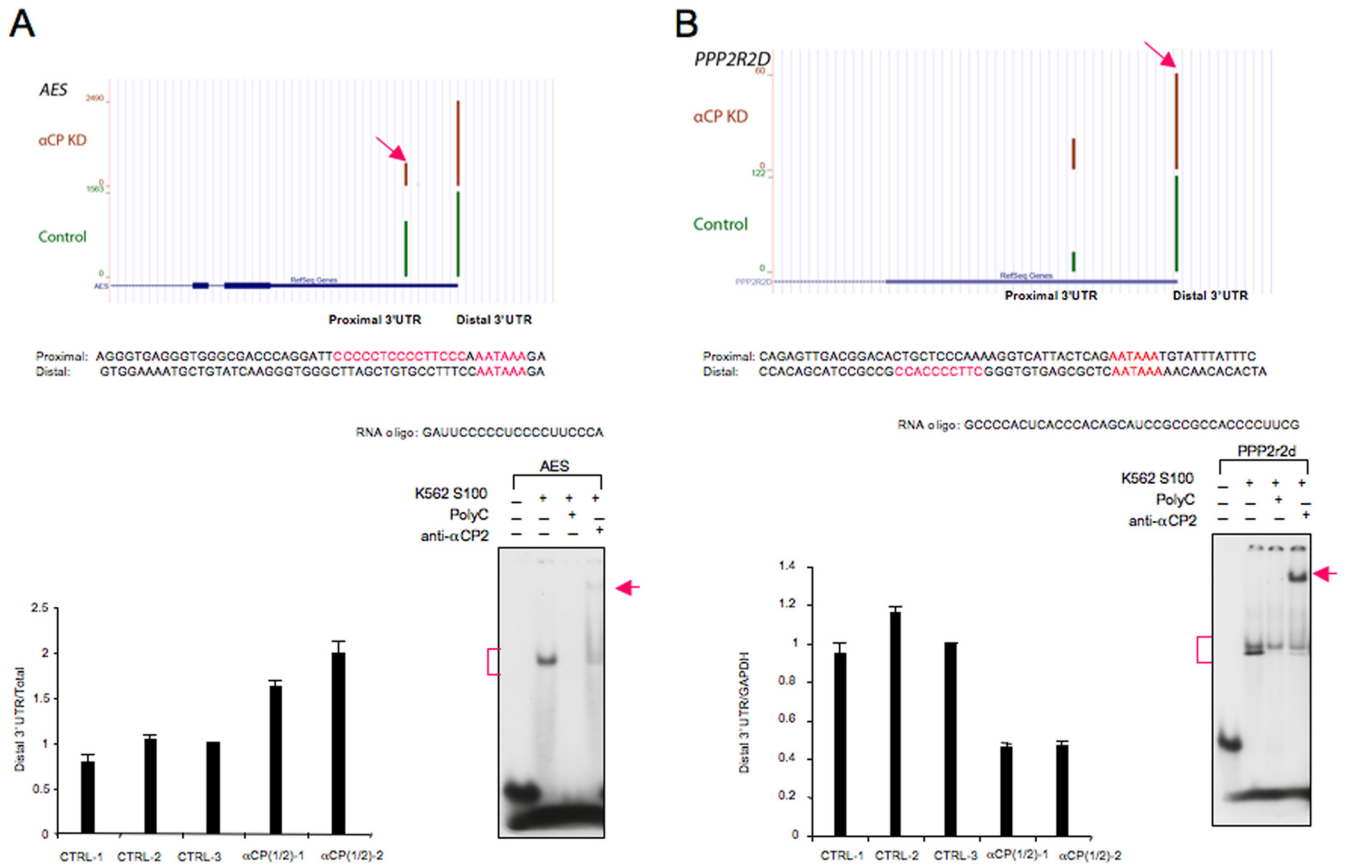 A
AES
2490
αCP KD
0
1563
Control
0
RefSeq Genes
AES
Proximal 3'UTR Distal 3'UTR
Proximal: AGGGTGAGGGTGGGCGACCCAGGATTCCCCCTCCCCTTCCCAAATAAAGA
Distal: GTGGAAAATGCTGTATCAAGGGTGGGCTTAGCTGTGCCTTTCCAATAAAGA
RNA oligo: GAUUCCCCCUCCCCUUCCCA
AES
K562 S100 – + + +
PolyC – – + –
anti-αCP2 – – – +
Distal 3' UTR/Total
2.5
2
1.5
1
0.5
0
CTRL-1 CTRL-2 CTRL-3 αCP(1/2)-1 αCP(1/2)-2
B
PPP2R2D
60
αCP KD
0
122
Control
0
RefSeq Genes
PPP2R2D
Proximal 3'UTR Distal 3'UTR
Proximal: CAGAGTTGACGGACACTGCTCCCAAAAGGTCATTACTCAGAATAAATGTATTTATTTC
Distal: CCACAGCATCCGCCGCCACCCCTTCGGGTGTGAGCGCTCAATAAAAACAACACACTA
RNA oligo: GCCCCACUCACCCACAGCAUCCGCCGCCACCCCUUCG
PPP2r2d
K562 S100 – + + +
PolyC – – + –
anti-αCP2 – – – +
Distal 3' UTR/GAPDH
1.4
1.2
1
0.8
0.6
0.4
0.2
0
CTRL-1 CTRL-2 CTRL-3 αCP(1/2)-1 αCP(1/2)-2